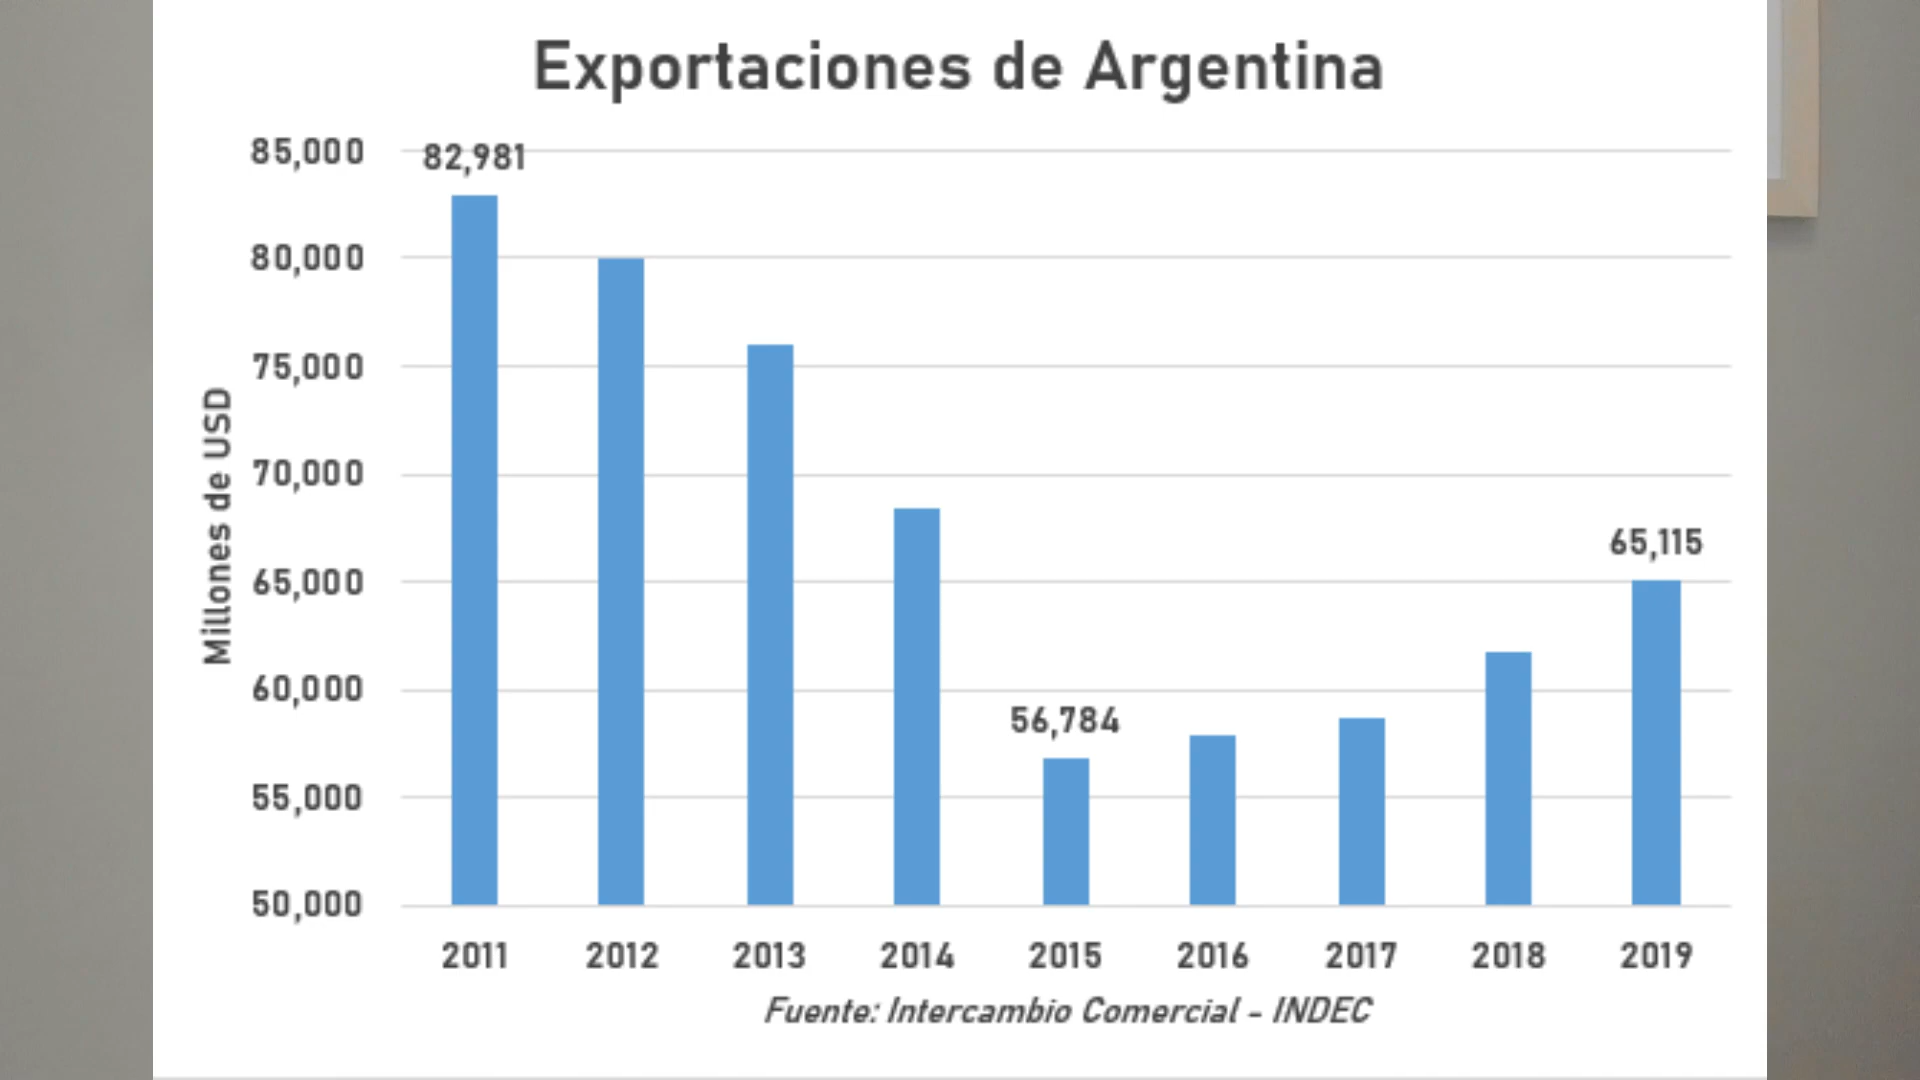 Exportaciones de Argentina
85,000
80,000
75,000
70,000
65,000
60,000
55,000
50,000
Millones de USD
82,981
56,784
65,115
2011 2012 2013 2014 2015 2016 2017 2018 2019
Fuente: Intercambio Comercial - INDEC